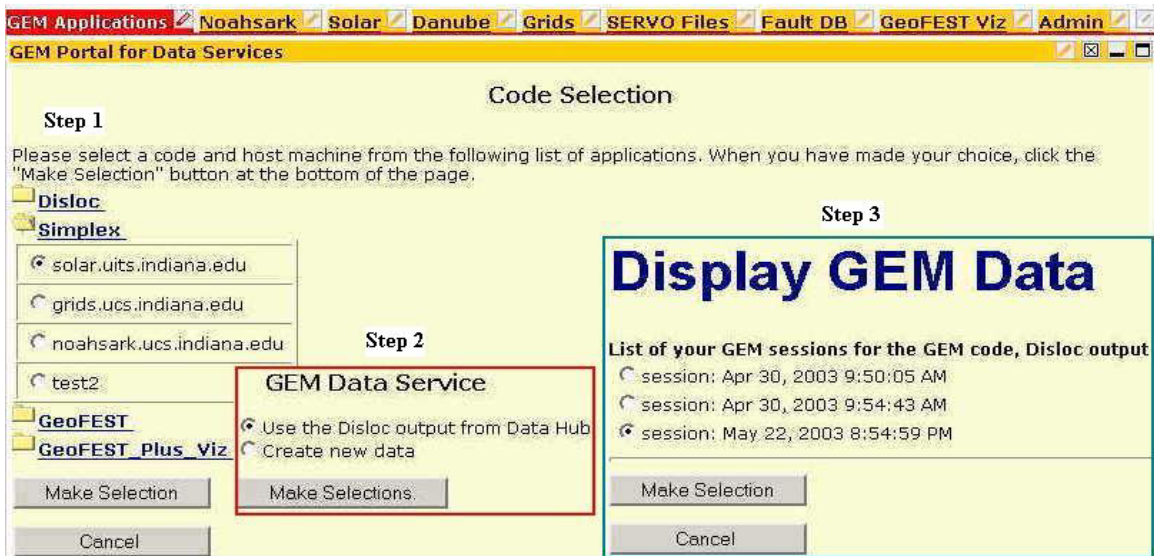 GEM Applications Noahsark Solar Danube Grids SERVO Files Fault DB GeoFEST Viz Admin
GEM Portal for Data Services
Code Selection
Step 1
Please select a code and host machine from the following list of applications. When you have made your choice, click the
"Make Selection" button at the bottom of the page.
Disloc
Simplex
solar.uits.indiana.edu
grids.ucs.indiana.edu
noahsark.ucs.indiana.edu
test2
GeoFEST
GeoFEST_Plus_Viz
Make Selection
Cancel
Step 2
GEM Data Service
Use the Disloc output from Data Hub
Create new data
Make Selections.
Step 3
Display GEM Data
List of your GEM sessions for the GEM code, Disloc output
session: Apr 30, 2003 9:50:05 AM
session: Apr 30, 2003 9:54:43 AM
session: May 22, 2003 8:54:59 PM
Make Selection
Cancel